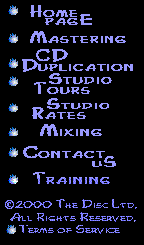 Home
Page
Mastering
CD
Duplication
Studio
Tours
Studio
Rates
Mixing
Contact
us
Training
©2000 The Disc Ltd,
All Rights Reserved,
Terms of Service